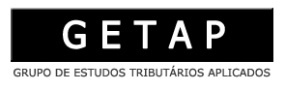 GETAP
GRUPO DE ESTUDOS TRIBUTÁRIOS APLICADOS